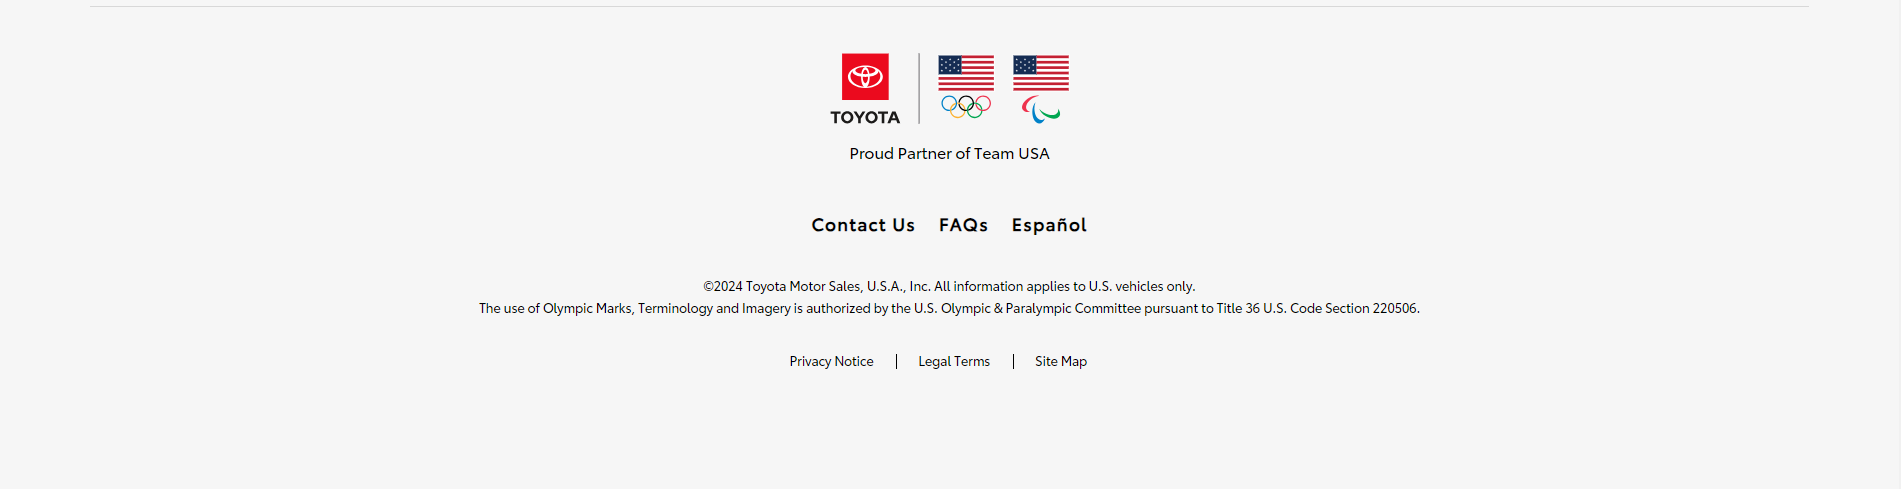 TOYOTA
Proud Partner of Team USA
Contact Us FAQs Español
©2024 Toyota Motor Sales, U.S.A., Inc. All information applies to U.S. vehicles only.
The use of Olympic Marks, Terminology and Imagery is authorized by the U.S. Olympic & Paralympic Committee pursuant to Title 36 U.S. Code Section 220506.
Privacy Notice | Legal Terms | Site Map